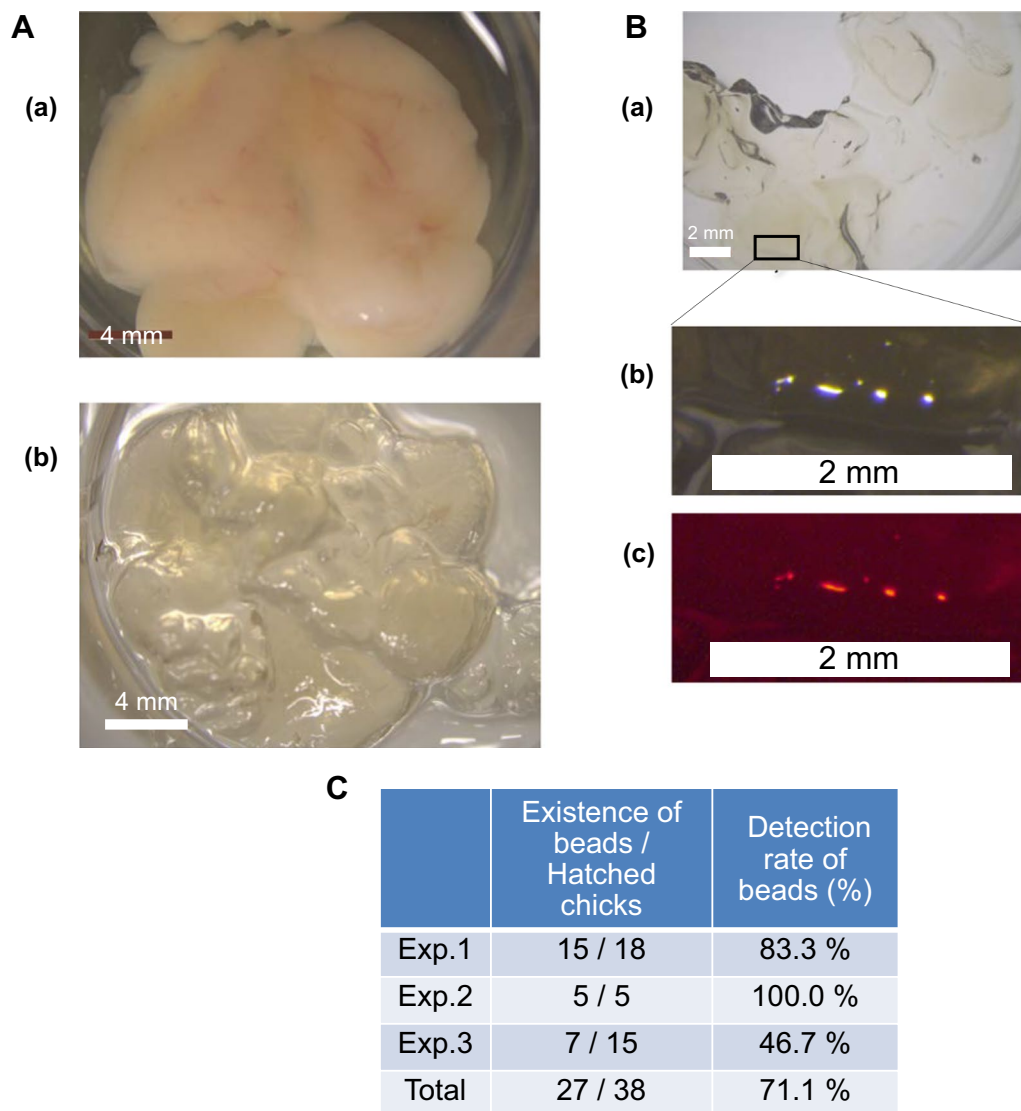 A
(a)
4 mm
(b)
4 mm
B
(a)
2 mm
(b)
2 mm
(c)
2 mm
C
Existence of
beads /
Hatched
chicks
Detection
rate of
beads (%)
Exp.1 15 / 18 83.3 %
Exp.2 5 / 5 100.0 %
Exp.3 7 / 15 46.7 %
Total 27 / 38 71.1 %